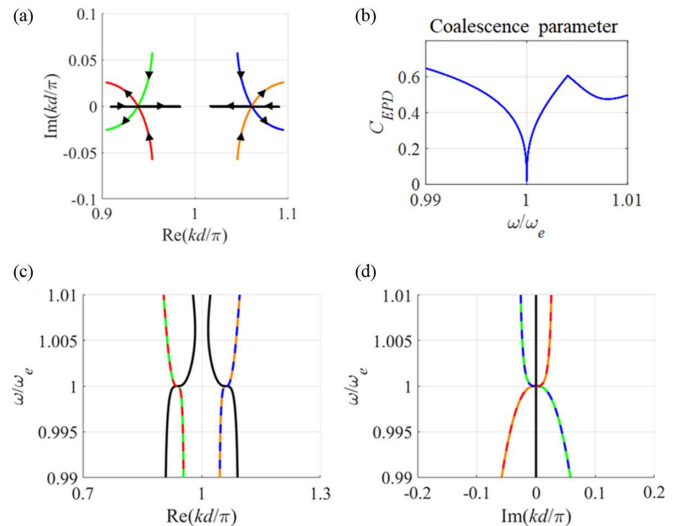 (a)
0.1
0.05
0
-0.05
-0.1
Im(kd/π)
0.9
1
1.1
Re(kd/π)
(b)
Coalescence parameter
0.6
0.4
0.2
0
C_EPD
0.99
1
1.01
ω/ω_e
(c)
1.01
1.005
1
0.995
0.99
ω/ω_e
0.7
1
1.3
Re(kd/π)
(d)
1.01
1.005
1
0.995
0.99
ω/ω_e
-0.2
-0.1
0
0.1
0.2
Im(kd/π)